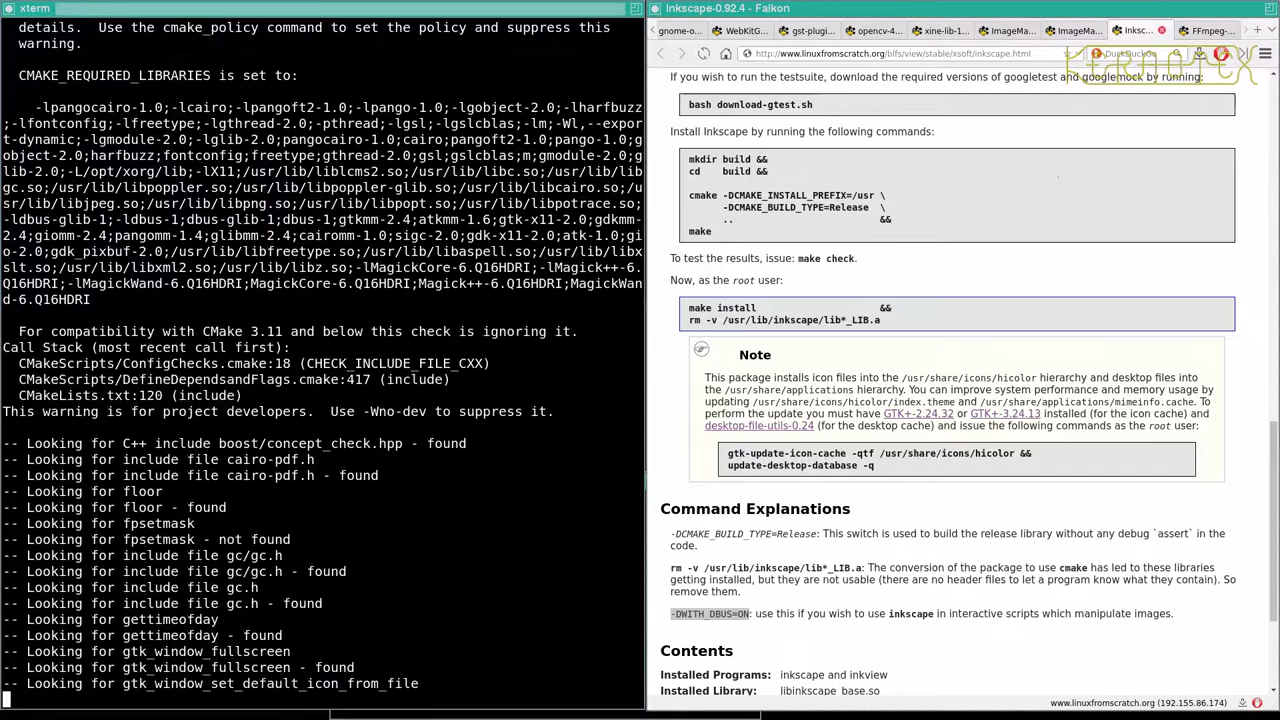 xterm
details.  Use the cmake_policy command to set the policy and suppress this
warning.
CMAKE_REQUIRED_LIBRARIES is set to:
-lpangocairo-1.0;-lcairo;-lpangoft2-1.0;-lpango-1.0;-lgobject-2.0;-lharfbuzz
;-lfontconfig;-lfreetype;-lgthread-2.0;-pthread;-lgsl;-lgslcblas;-lm;-Wl,--expor
t-dynamic;-lgmodule-2.0;-lglib-2.0;pangocairo-1.0;cairo;pangoft2-1.0;pango-1.0;g
object-2.0;harfbuzz;fontconfig;freetype;gthread-2.0;gsl;gslcblas;m;gmodule-2.0;g
lib-2.0;-L/opt/xorg/lib;-lX11;/usr/lib/liblcms2.so;/usr/lib/libc.so;/usr/lib/lib
gc.so;/usr/lib/libpoppler.so;/usr/lib/libpoppler-glib.so;/usr/lib/libcairo.so;/u
sr/lib/libjpeg.so;/usr/lib/libpng.so;/usr/lib/libpopt.so;/usr/lib/libpotrace.so;
-ldbus-glib-1;-ldbus-1;dbus-glib-1;dbus-1;gtkmm-2.4;atkmm-1.6;gtk-x11-2.0;gdkmm-
2.4;giomm-2.4;pangomm-1.4;glibmm-2.4;cairomm-1.0;sigc-2.0;gdk-x11-2.0;atk-1.0;gi
o-2.0;gdk_pixbuf-2.0;/usr/lib/libfreetype.so;/usr/lib/libaspell.so;/usr/lib/libx
slt.so;/usr/lib/libxml2.so;/usr/lib/libz.so;-lMagickCore-6.Q16HDRI;-lMagick++-6.
Q16HDRI;-lMagickWand-6.Q16HDRI;MagickCore-6.Q16HDRI;Magick++-6.Q16HDRI;MagickWan
d-6.Q16HDRI
For compatibility with CMake 3.11 and below this check is ignoring it.
Call Stack (most recent call first):
CMakeScripts/ConfigChecks.cmake:18 (CHECK_INCLUDE_FILE_CXX)
CMakeScripts/DefineDependsandFlags.cmake:417 (include)
CMakeLists.txt:120 (include)
This warning is for project developers.  Use -Wno-dev to suppress it.
-- Looking for C++ include boost/concept_check.hpp - found
-- Looking for include file cairo-pdf.h
-- Looking for include file cairo-pdf.h - found
-- Looking for floor
-- Looking for floor - found
-- Looking for fpsetmask
-- Looking for fpsetmask - not found
-- Looking for include file gc/gc.h
-- Looking for include file gc/gc.h - found
-- Looking for include file gc.h
-- Looking for include file gc.h - found
-- Looking for gettimeofday
-- Looking for gettimeofday - found
-- Looking for gtk_window_fullscreen
-- Looking for gtk_window_fullscreen - found
-- Looking for gtk_window_set_default_icon_from_file
Inkscape-0.92.4 - Falkon
gnome-o... WebKitG... gst-plugi... opencv-4... xine-lib-1... ImageMa... ImageMa... Inksc... FFmpeg-...
http://www.linuxfromscratch.org/blfs/view/stable/xsoft/inkscape.html DuckDuckGo
KERNOTEX
If you wish to run the testsuite, download the required versions of googletest and googlemock by running:
bash download-gtest.sh
Install Inkscape by running the following commands:
mkdir build &&
cd    build &&
cmake -DCMAKE_INSTALL_PREFIX=/usr \
-DCMAKE_BUILD_TYPE=Release  \
..                          &&
make
To test the results, issue: make check.
Now, as the root user:
make install                &&
rm -v /usr/lib/inkscape/lib*_LIB.a
Note
This package installs icon files into the /usr/share/icons/hicolor hierarchy and desktop files into
the /usr/share/applications hierarchy. You can improve system performance and memory usage by
updating /usr/share/icons/hicolor/index.theme and /usr/share/applications/mimeinfo.cache. To
perform the update you must have GTK+-2.24.32 or GTK+-3.24.13 installed (for the icon cache) and
desktop-file-utils-0.24 (for the desktop cache) and issue the following commands as the root user:
gtk-update-icon-cache -qtf /usr/share/icons/hicolor &&
update-desktop-database -q
Command Explanations
-DCMAKE_BUILD_TYPE=Release: This switch is used to build the release library without any debug `assert` in the
code.
rm -v /usr/lib/inkscape/lib*_LIB.a: The conversion of the package to use cmake has led to these libraries
getting installed, but they are not usable (there are no header files to let a program know what they contain). So
remove them.
-DWITH_DBUS=ON: use this if you wish to use inkscape in interactive scripts which manipulate images.
Contents
Installed Programs: inkscape and inkview
Installed Library: libinkscape_base.so
www.linuxfromscratch.org (192.155.86.174)